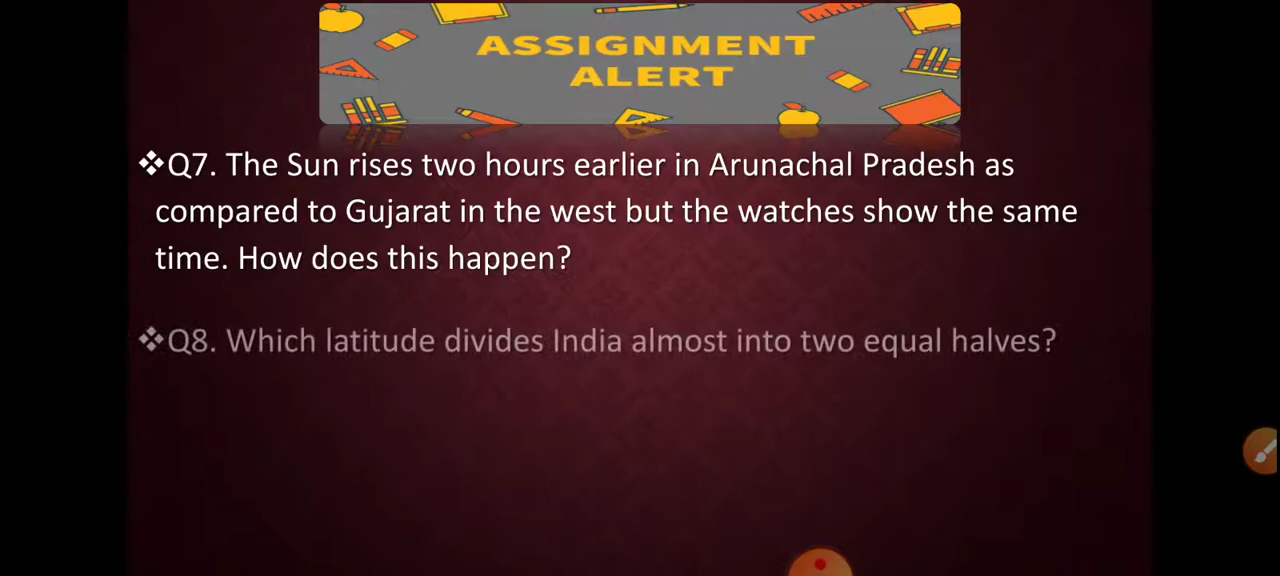 ASSIGNMENT
ALERT
❖Q7. The Sun rises two hours earlier in Arunachal Pradesh as
compared to Gujarat in the west but the watches show the same
time. How does this happen?
❖Q8. Which latitude divides India almost into two equal halves?